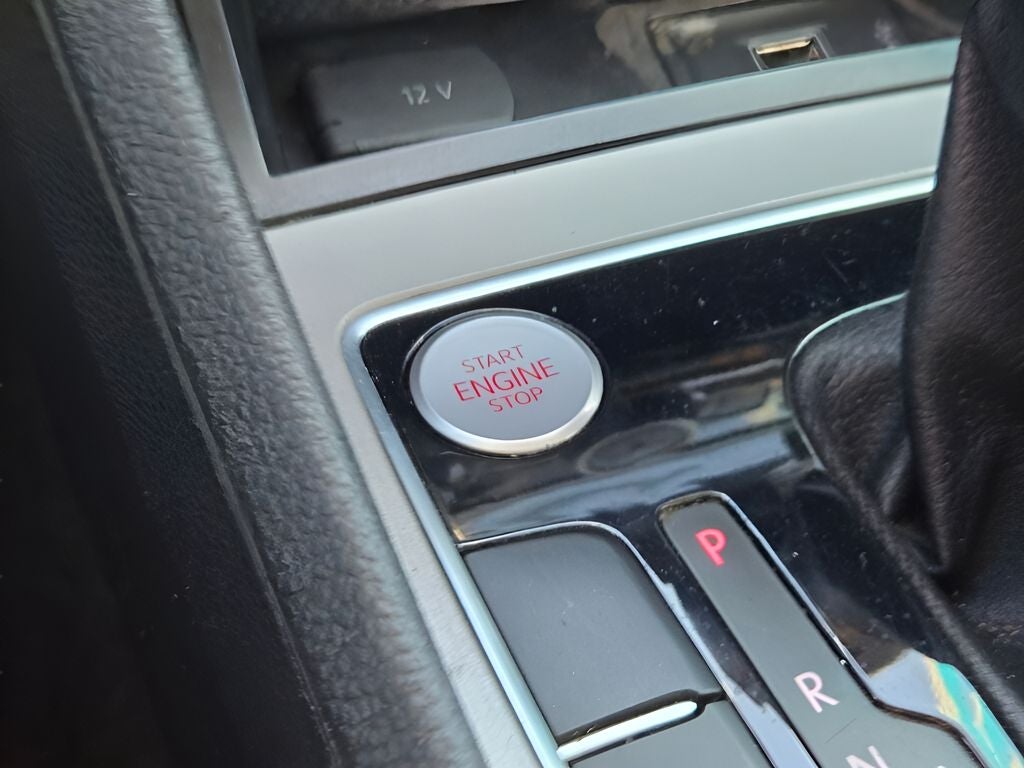 12 V
START
ENGINE
STOP
P
R
N